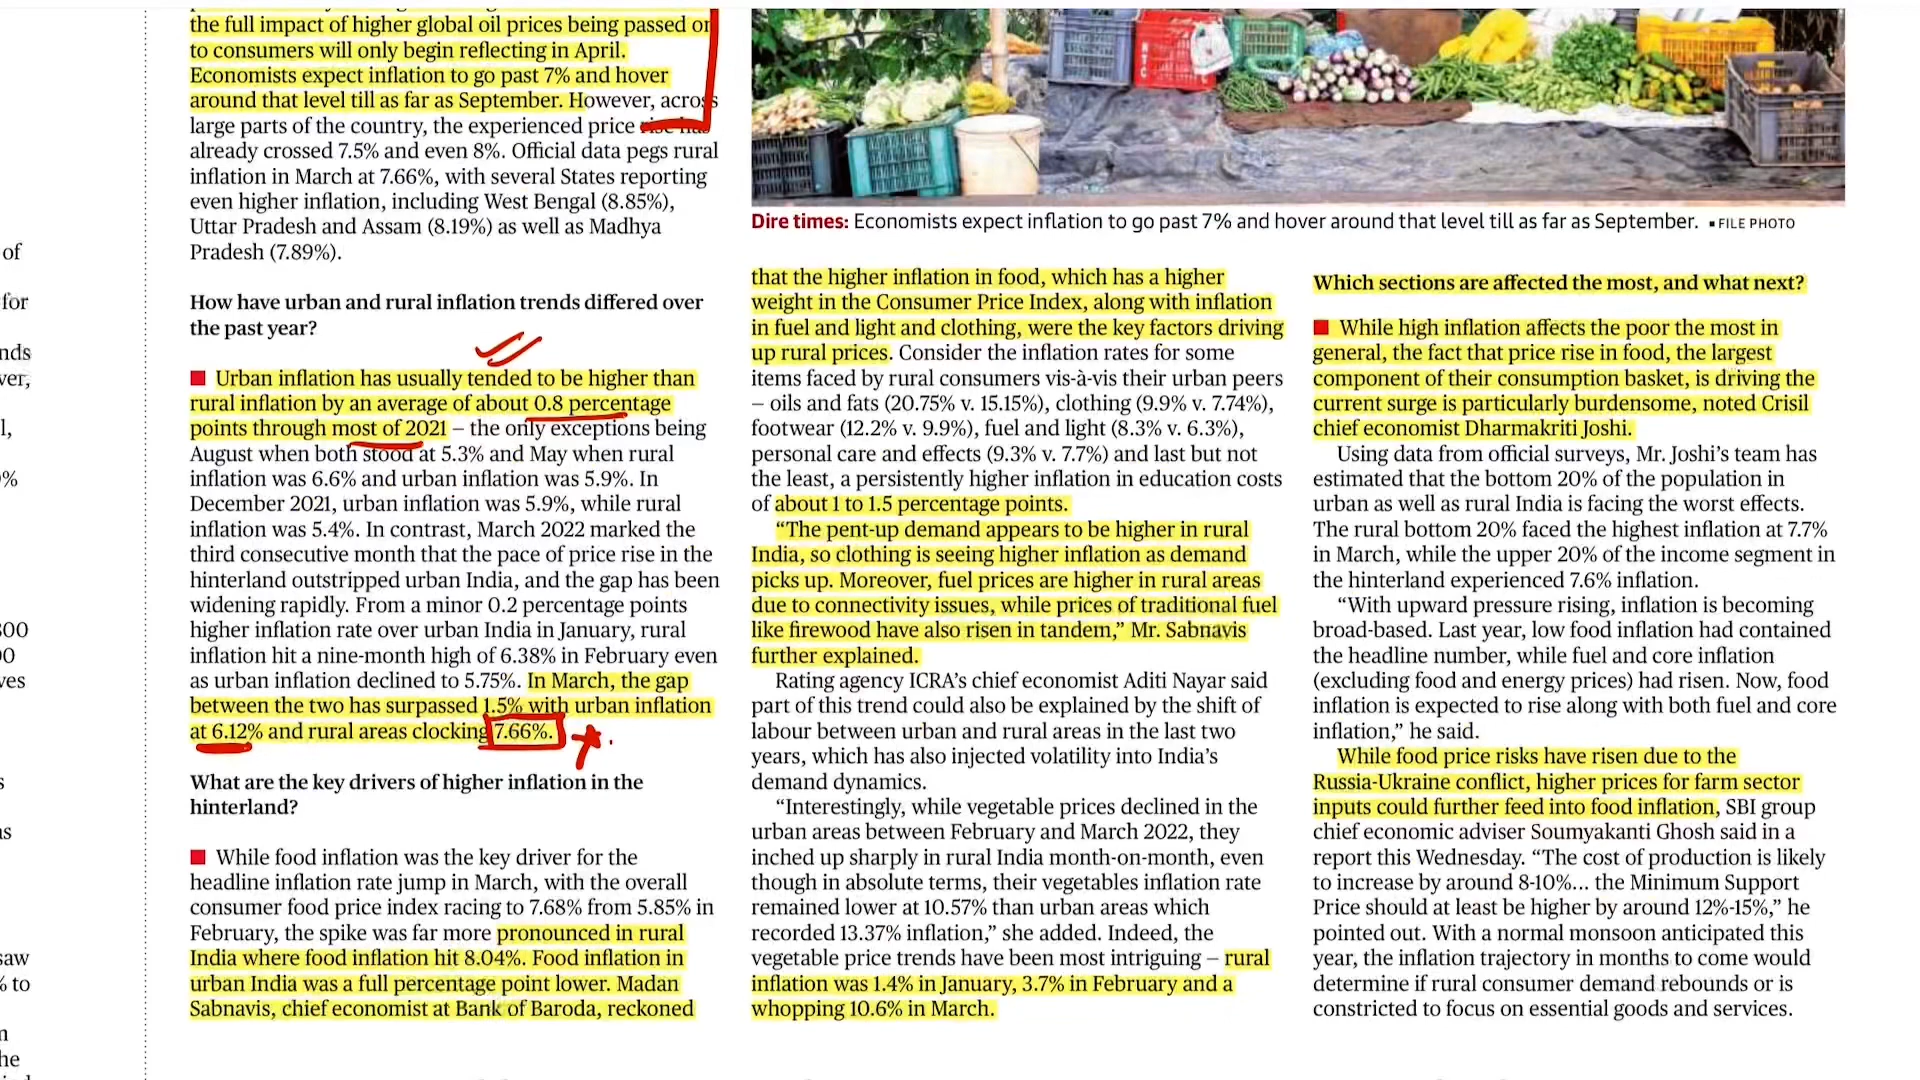 the full impact of higher global oil prices being passed on
to consumers will only begin reflecting in April.
Economists expect inflation to go past 7% and hover
around that level till as far as September. However, across
large parts of the country, the experienced price rise has
already crossed 7.5% and even 8%. Official data pegs rural
inflation in March at 7.66%, with several States reporting
even higher inflation, including West Bengal (8.85%),
Uttar Pradesh and Assam (8.19%) as well as Madhya
Pradesh (7.89%).
How have urban and rural inflation trends differed over
the past year?
■ Urban inflation has usually tended to be higher than
rural inflation by an average of about 0.8 percentage
points through most of 2021 – the only exceptions being
August when both stood at 5.3% and May when rural
inflation was 6.6% and urban inflation was 5.9%. In
December 2021, urban inflation was 5.9%, while rural
inflation was 5.4%. In contrast, March 2022 marked the
third consecutive month that the pace of price rise in the
hinterland outstripped urban India, and the gap has been
widening rapidly. From a minor 0.2 percentage points
higher inflation rate over urban India in January, rural
inflation hit a nine-month high of 6.38% in February even
as urban inflation declined to 5.75%. In March, the gap
between the two has surpassed 1.5% with urban inflation
at 6.12% and rural areas clocking 7.66%.
What are the key drivers of higher inflation in the
hinterland?
■ While food inflation was the key driver for the
headline inflation rate jump in March, with the overall
consumer food price index racing to 7.68% from 5.85% in
February, the spike was far more pronounced in rural
India where food inflation hit 8.04%. Food inflation in
urban India was a full percentage point lower. Madan
Sabnavis, chief economist at Bank of Baroda, reckoned
Dire times: Economists expect inflation to go past 7% and hover around that level till as far as September. ▪ FILE PHOTO
that the higher inflation in food, which has a higher
weight in the Consumer Price Index, along with inflation
in fuel and light and clothing, were the key factors driving
up rural prices. Consider the inflation rates for some
items faced by rural consumers vis-à-vis their urban peers
– oils and fats (20.75% v. 15.15%), clothing (9.9% v. 7.74%),
footwear (12.2% v. 9.9%), fuel and light (8.3% v. 6.3%),
personal care and effects (9.3% v. 7.7%) and last but not
the least, a persistently higher inflation in education costs
of about 1 to 1.5 percentage points.
“The pent-up demand appears to be higher in rural
India, so clothing is seeing higher inflation as demand
picks up. Moreover, fuel prices are higher in rural areas
due to connectivity issues, while prices of traditional fuel
like firewood have also risen in tandem,” Mr. Sabnavis
further explained.
Rating agency ICRA’s chief economist Aditi Nayar said
part of this trend could also be explained by the shift of
labour between urban and rural areas in the last two
years, which has also injected volatility into India’s
demand dynamics.
“Interestingly, while vegetable prices declined in the
urban areas between February and March 2022, they
inched up sharply in rural India month-on-month, even
though in absolute terms, their vegetables inflation rate
remained lower at 10.57% than urban areas which
recorded 13.37% inflation,” she added. Indeed, the
vegetable price trends have been most intriguing – rural
inflation was 1.4% in January, 3.7% in February and a
whopping 10.6% in March.
Which sections are affected the most, and what next?
■ While high inflation affects the poor the most in
general, the fact that price rise in food, the largest
component of their consumption basket, is driving the
current surge is particularly burdensome, noted Crisil
chief economist Dharmakriti Joshi.
Using data from official surveys, Mr. Joshi’s team has
estimated that the bottom 20% of the population in
urban as well as rural India is facing the worst effects.
The rural bottom 20% faced the highest inflation at 7.7%
in March, while the upper 20% of the income segment in
the hinterland experienced 7.6% inflation.
“With upward pressure rising, inflation is becoming
broad-based. Last year, low food inflation had contained
the headline number, while fuel and core inflation
(excluding food and energy prices) had risen. Now, food
inflation is expected to rise along with both fuel and core
inflation,” he said.
While food price risks have risen due to the
Russia-Ukraine conflict, higher prices for farm sector
inputs could further feed into food inflation, SBI group
chief economic adviser Soumyakanti Ghosh said in a
report this Wednesday. “The cost of production is likely
to increase by around 8-10%... the Minimum Support
Price should at least be higher by around 12%-15%,” he
pointed out. With a normal monsoon anticipated this
year, the inflation trajectory in months to come would
determine if rural consumer demand rebounds or is
constricted to focus on essential goods and services.